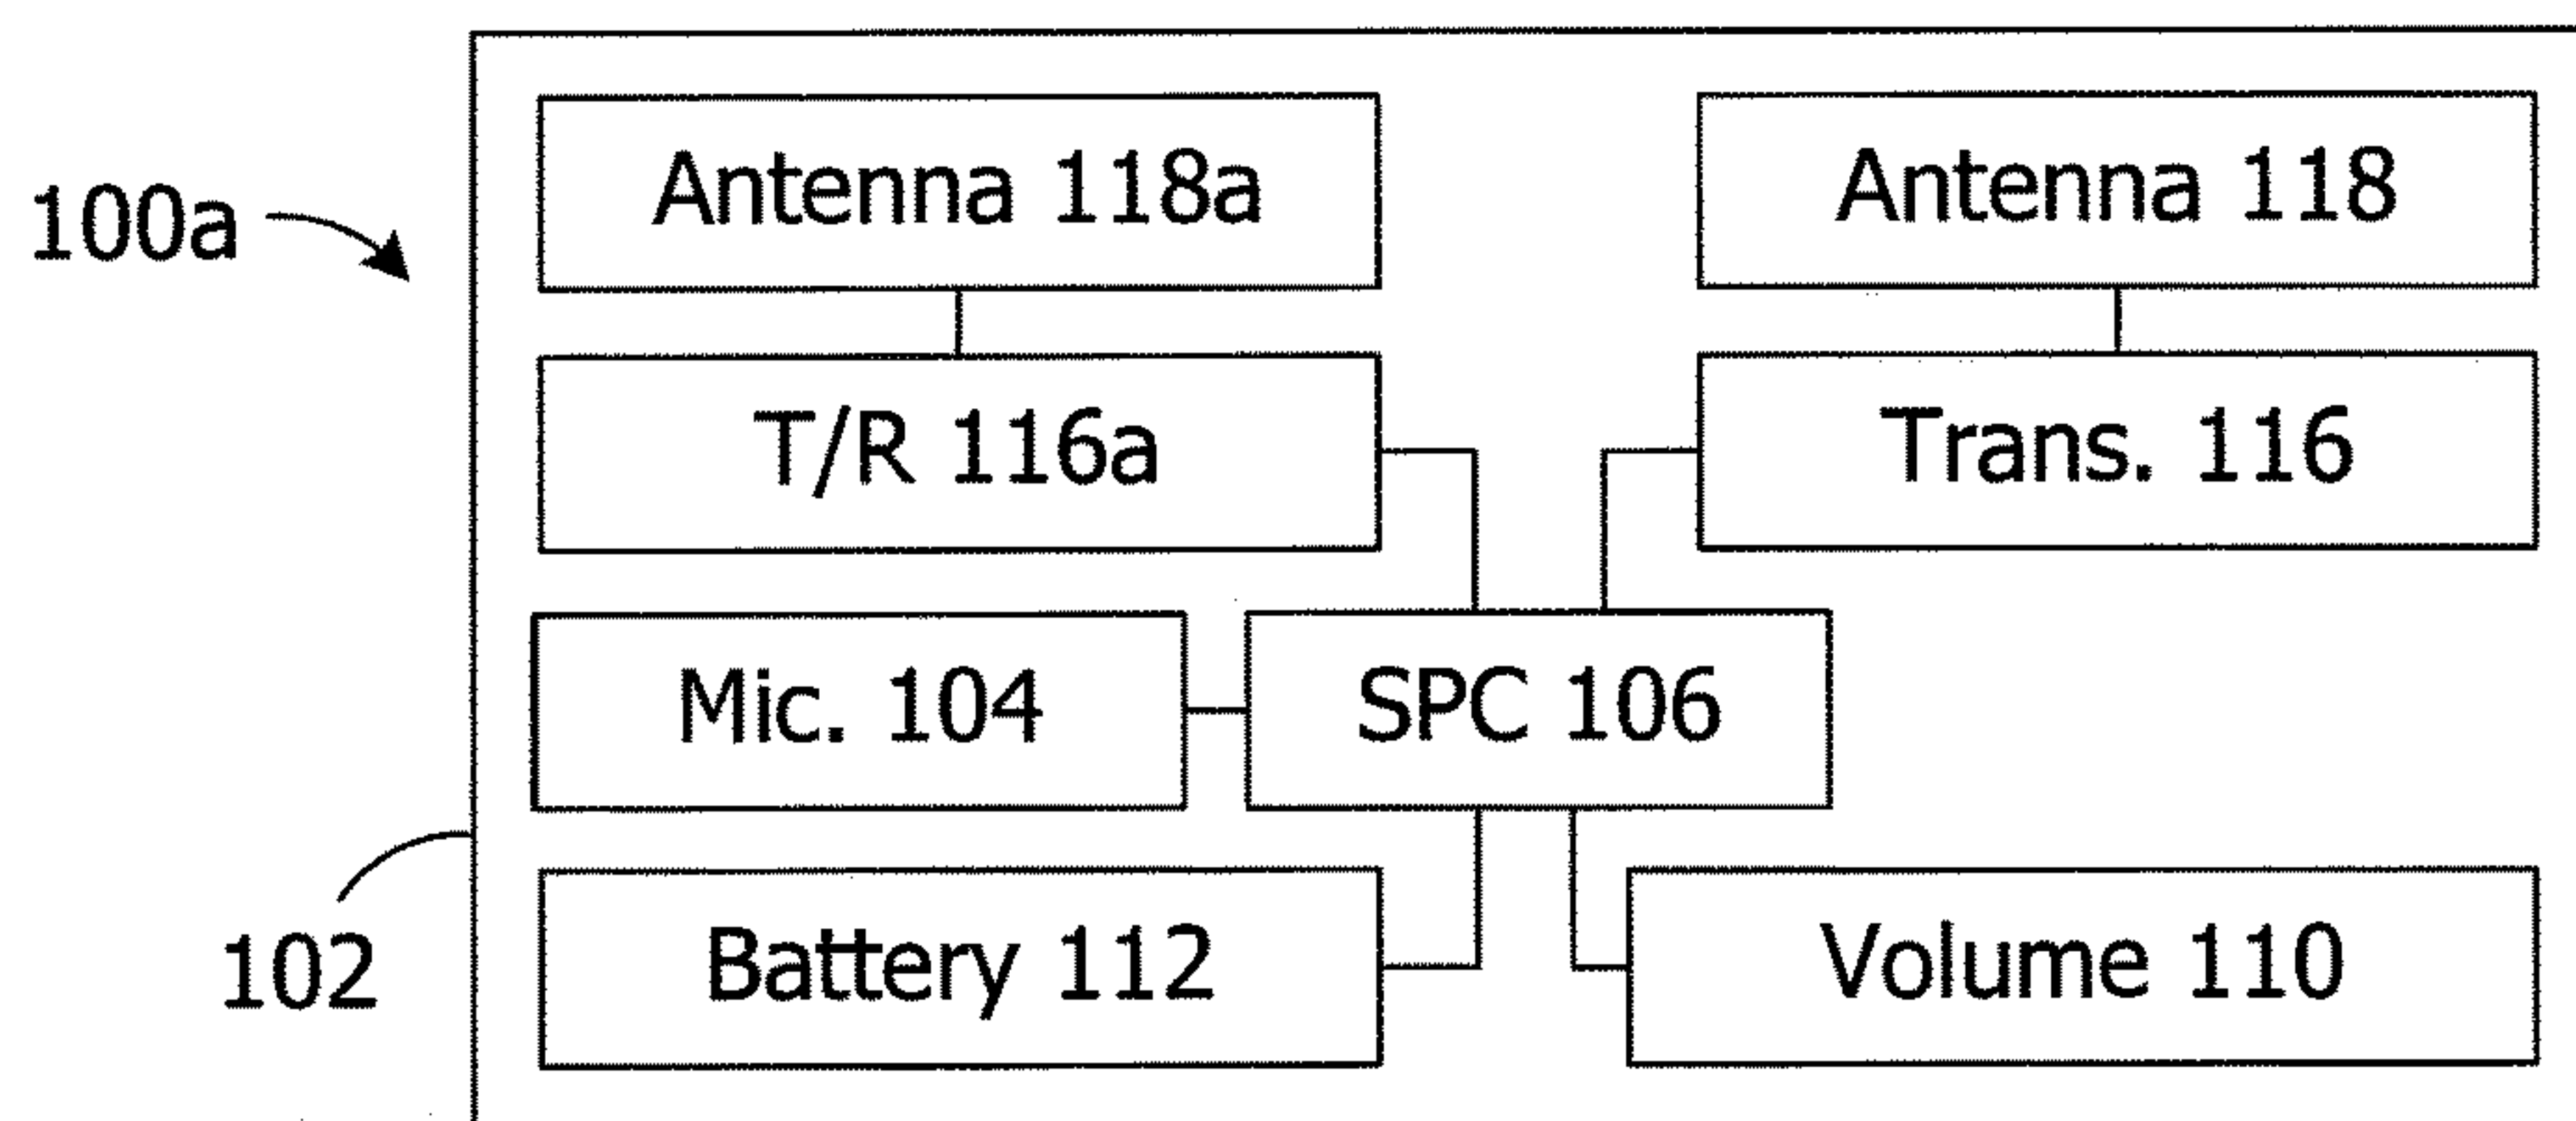 Antenna 118a
Antenna 118
100a
T/R 116a
Trans. 116
Mic. 104
SPC 106
Battery 112
Volume 110
102